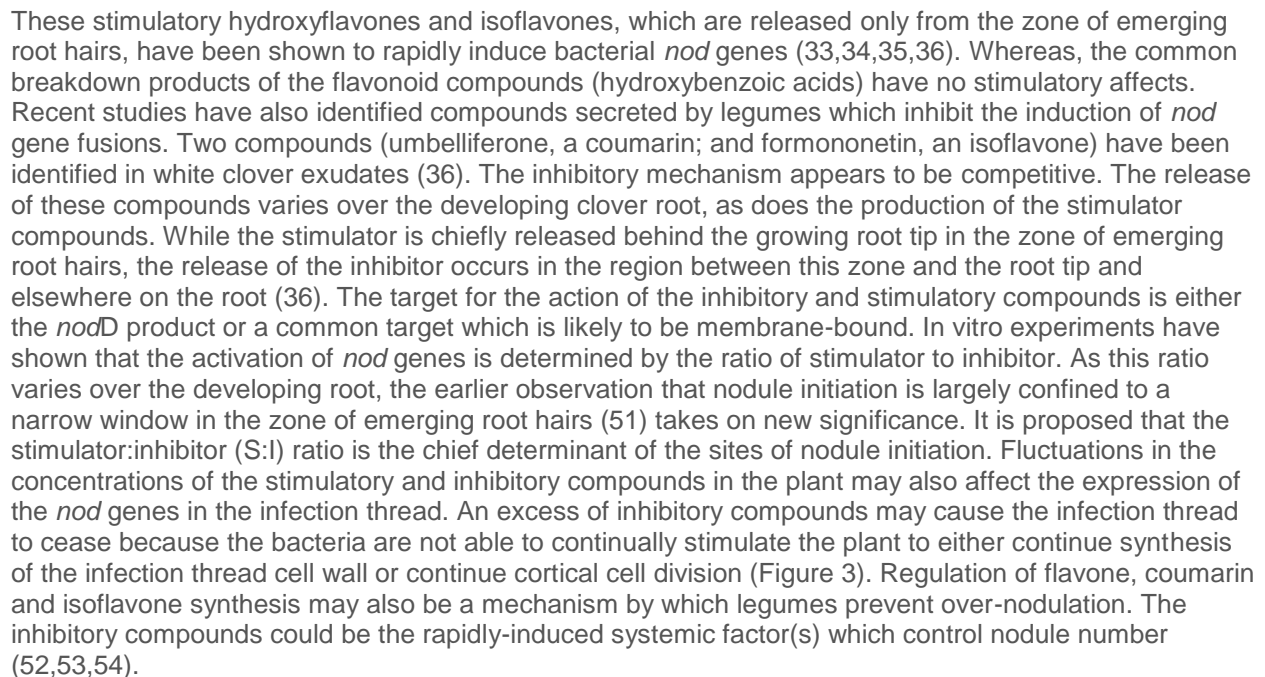 These stimulatory hydroxyflavones and isoflavones, which are released only from the zone of emerging
root hairs, have been shown to rapidly induce bacterial nod genes (33,34,35,36). Whereas, the common
breakdown products of the flavonoid compounds (hydroxybenzoic acids) have no stimulatory affects.
Recent studies have also identified compounds secreted by legumes which inhibit the induction of nod
gene fusions. Two compounds (umbelliferone, a coumarin; and formononetin, an isoflavone) have been
identified in white clover exudates (36). The inhibitory mechanism appears to be competitive. The release
of these compounds varies over the developing clover root, as does the production of the stimulator
compounds. While the stimulator is chiefly released behind the growing root tip in the zone of emerging
root hairs, the release of the inhibitor occurs in the region between this zone and the root tip and
elsewhere on the root (36). The target for the action of the inhibitory and stimulatory compounds is either
the nodD product or a common target which is likely to be membrane-bound. In vitro experiments have
shown that the activation of nod genes is determined by the ratio of stimulator to inhibitor. As this ratio
varies over the developing root, the earlier observation that nodule initiation is largely confined to a
narrow window in the zone of emerging root hairs (51) takes on new significance. It is proposed that the
stimulator:inhibitor (S:I) ratio is the chief determinant of the sites of nodule initiation. Fluctuations in the
concentrations of the stimulatory and inhibitory compounds in the plant may also affect the expression of
the nod genes in the infection thread. An excess of inhibitory compounds may cause the infection thread
to cease because the bacteria are not able to continually stimulate the plant to either continue synthesis
of the infection thread cell wall or continue cortical cell division (Figure 3). Regulation of flavone, coumarin
and isoflavone synthesis may also be a mechanism by which legumes prevent over-nodulation. The
inhibitory compounds could be the rapidly-induced systemic factor(s) which control nodule number
(52,53,54).